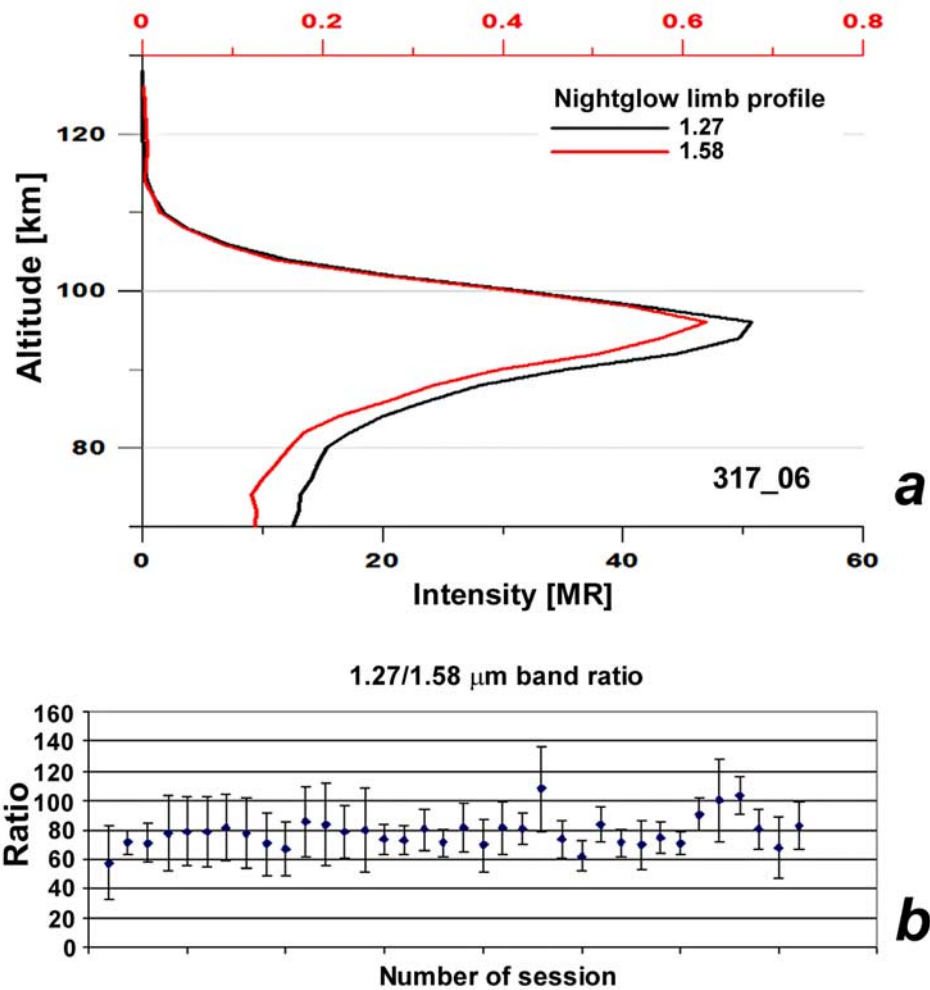 0 0.2 0.4 0.6 0.8
Nightglow limb profile
1.27
1.58
120
100
80
Altitude [km]
317_06
a
0 20 40 60
Intensity [MR]
1.27/1.58 μm band ratio
160
140
120
100
80
60
40
20
0
Ratio
b
Number of session